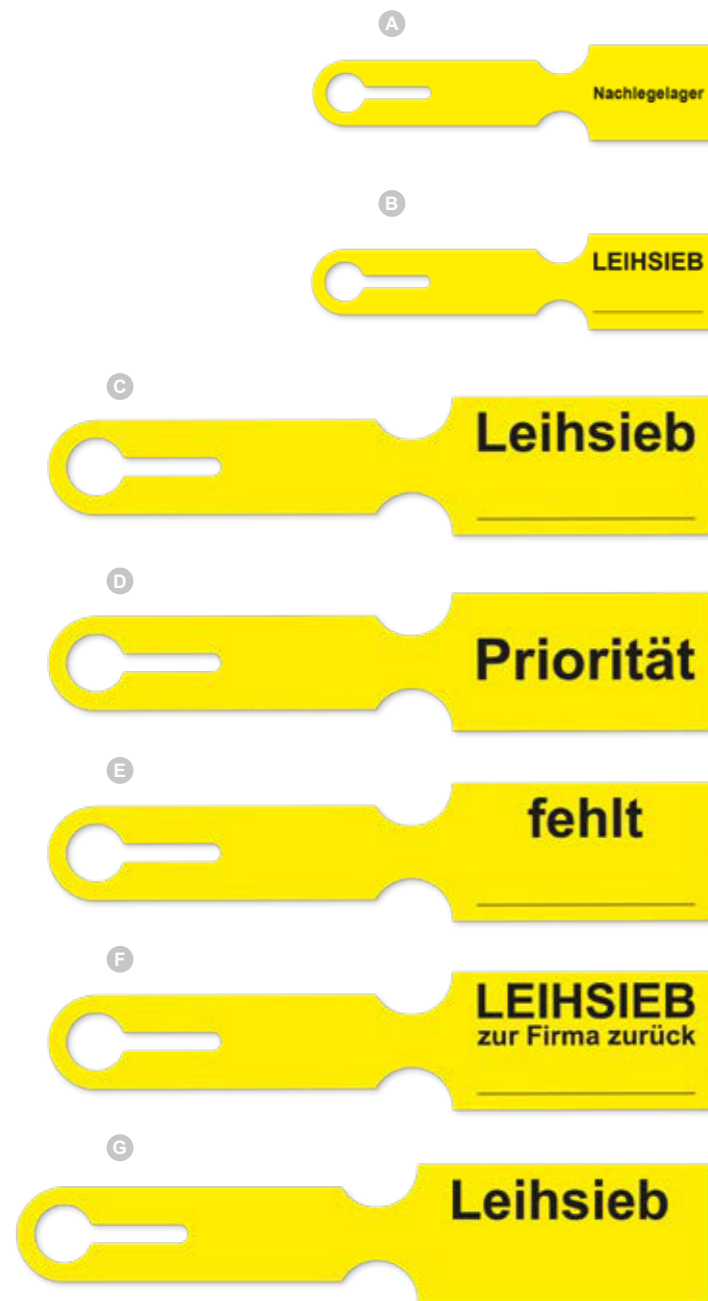 A
Nachlegelager
B
LEIHSIEB
C
Leihsieb
D
Priorität
E
fehlt
F
LEIHSIEB
zur Firma zurück
G
Leihsieb